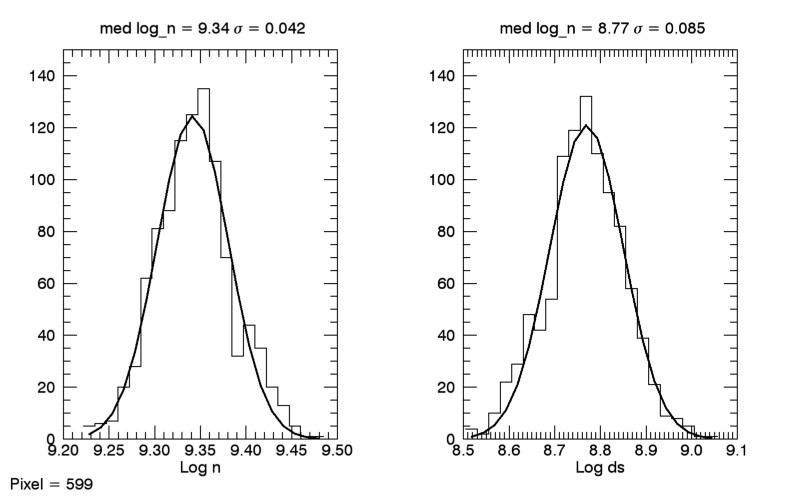 med log_n = 9.34 σ = 0.042
140
120
100
80
60
40
20
0
9.20 9.25 9.30 9.35 9.40 9.45 9.50
Log n
med log_n = 8.77 σ = 0.085
140
120
100
80
60
40
20
0
8.5 8.6 8.7 8.8 8.9 9.0 9.1
Log ds
Pixel = 599